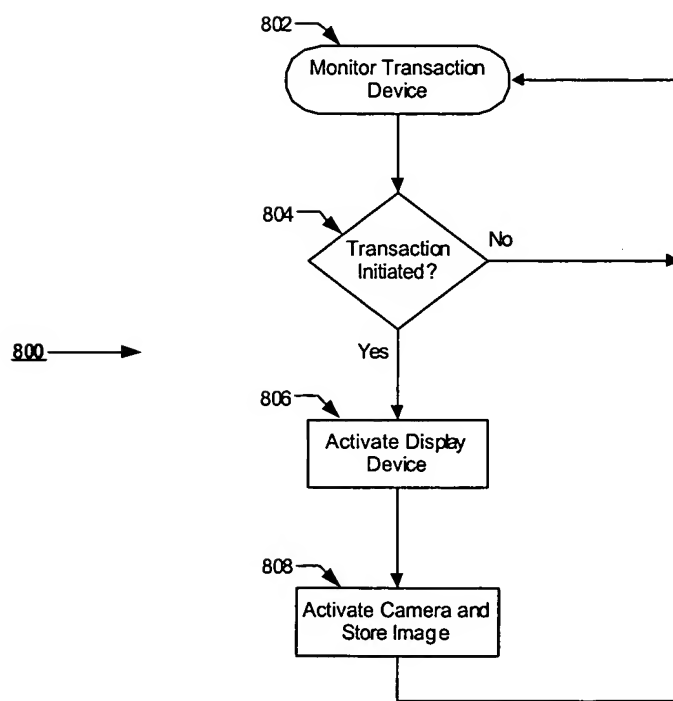 802
Monitor Transaction
Device
804
Transaction
Initiated?
No
800
Yes
806
Activate Display
Device
808
Activate Camera and
Store Image